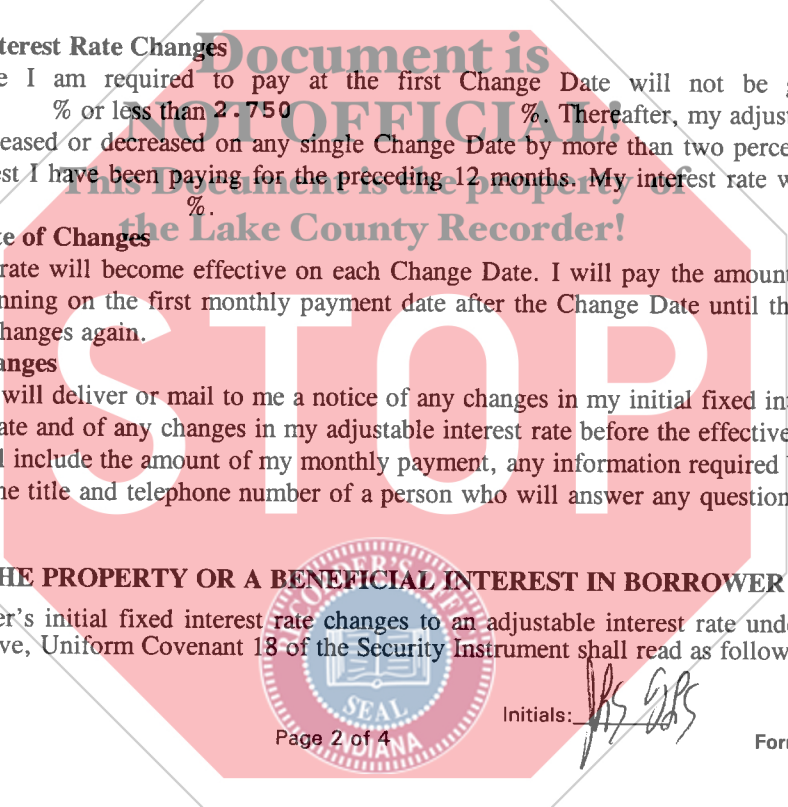 Document is
NOT OFFICIAL!
This Document is the property of
the Lake County Recorder!
STOP
terest Rate Changes
e I am required to pay at the first Change Date will not be g
% or less than 2.750 %. Thereafter, my adjust
eased or decreased on any single Change Date by more than two perce
est I have been paying for the preceding 12 months. My interest rate w
%.
te of Changes
rate will become effective on each Change Date. I will pay the amount
nning on the first monthly payment date after the Change Date until th
hanges again.
anges
will deliver or mail to me a notice of any changes in my initial fixed in
ate and of any changes in my adjustable interest rate before the effective
l include the amount of my monthly payment, any information required
ne title and telephone number of a person who will answer any question
HE PROPERTY OR A BENEFICIAL INTEREST IN BORROWER
er's initial fixed interest rate changes to an adjustable interest rate unde
ve, Uniform Covenant 18 of the Security Instrument shall read as follow
SEAL
INDIANA
Initials:
Page 2 of 4
For